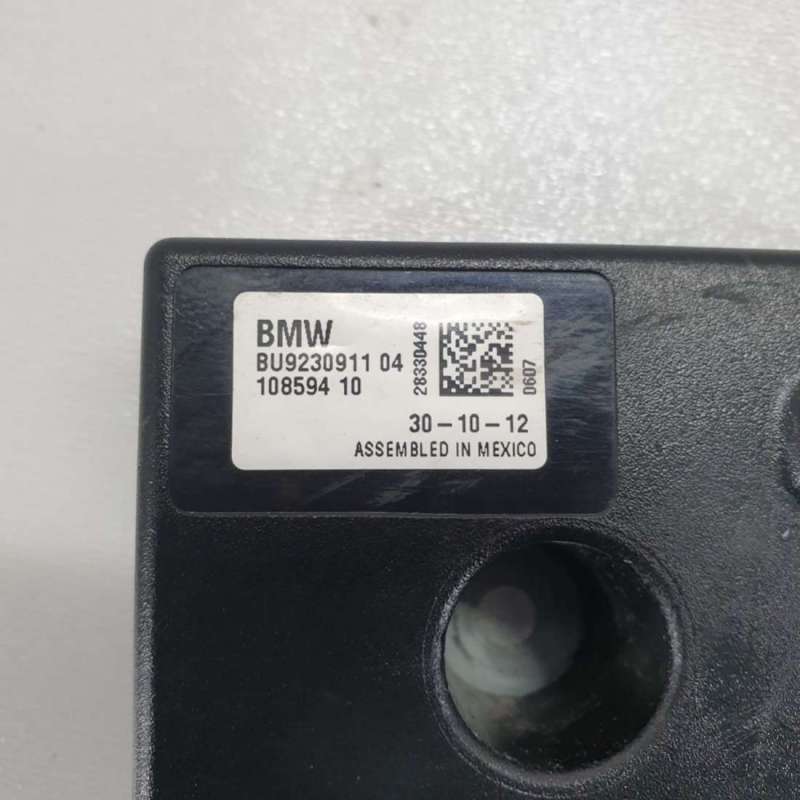 BMW
BU9230911 04
108594 10
28330448
0607
30-10-12
ASSEMBLED IN MEXICO